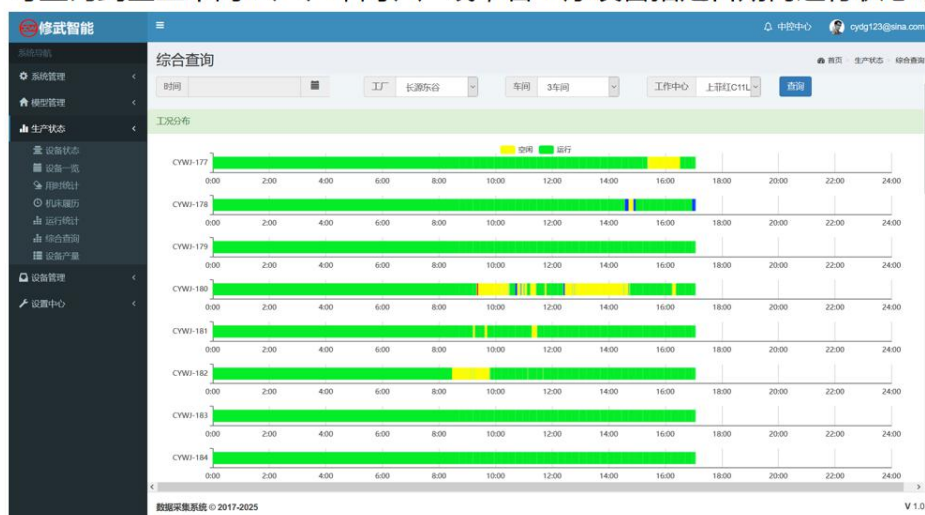 修武智能
中控中心 cydg123@sina.com
系统导航
系统管理
模型管理
生产状态
设备状态
设备一览
用时统计
机床履历
运行统计
综合查询
设备产量
设备管理
设置中心
综合查询
首页 生产状态 综合查询
时间 工厂 长源东谷 车间 3车间 工作中心 上菲红C11L 查询
工况分布
空闲 运行
CYWJ-177
0:00 2:00 4:00 6:00 8:00 10:00 12:00 14:00 16:00 18:00 20:00 22:00 24:00
CYWJ-178
0:00 2:00 4:00 6:00 8:00 10:00 12:00 14:00 16:00 18:00 20:00 22:00 24:00
CYWJ-179
0:00 2:00 4:00 6:00 8:00 10:00 12:00 14:00 16:00 18:00 20:00 22:00 24:00
CYWJ-180
0:00 2:00 4:00 6:00 8:00 10:00 12:00 14:00 16:00 18:00 20:00 22:00 24:00
CYWJ-181
0:00 2:00 4:00 6:00 8:00 10:00 12:00 14:00 16:00 18:00 20:00 22:00 24:00
CYWJ-182
0:00 2:00 4:00 6:00 8:00 10:00 12:00 14:00 16:00 18:00 20:00 22:00 24:00
CYWJ-183
0:00 2:00 4:00 6:00 8:00 10:00 12:00 14:00 16:00 18:00 20:00 22:00 24:00
CYWJ-184
0:00 2:00 4:00 6:00 8:00 10:00 12:00 14:00 16:00 18:00 20:00 22:00 24:00
数据采集系统 © 2017-2025 V 1.0